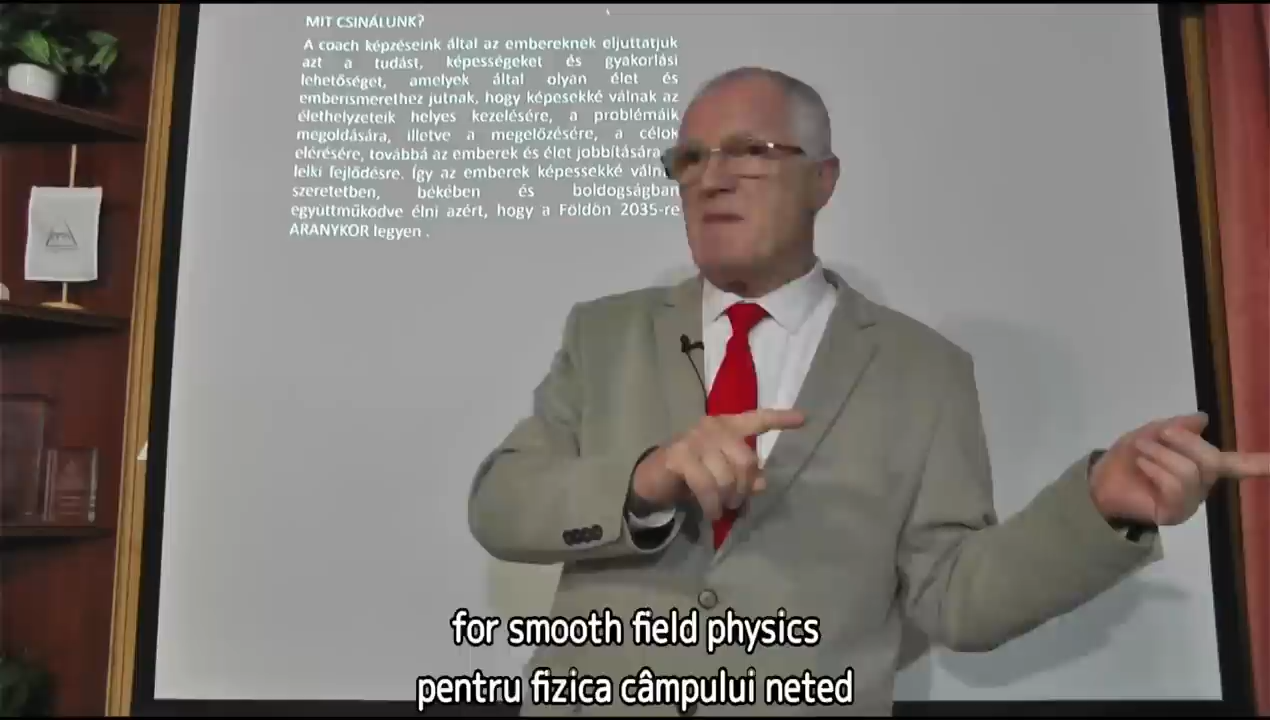 MIT CSINÁLUNK?
A coach képzéseink által az embereknek eljuttatjuk
azt a tudást, képességeket és gyakorlási
lehetőséget, amelyek által olyan élet és
emberismerethez jutnak, hogy képesekké válnak az
élethelyzeteik helyes kezelésére, a problémáik
megoldására, illetve a megelőzésére, a célok
elérésére, továbbá az emberek és élet jobbítására
lelki fejlődésre. Így az emberek képessekké váln
szeretetben, békében és boldogságban
együttműködve élni azért, hogy a Földön 2035-re
ARANYKOR legyen .
for smooth field physics
pentru fizica câmpului neted